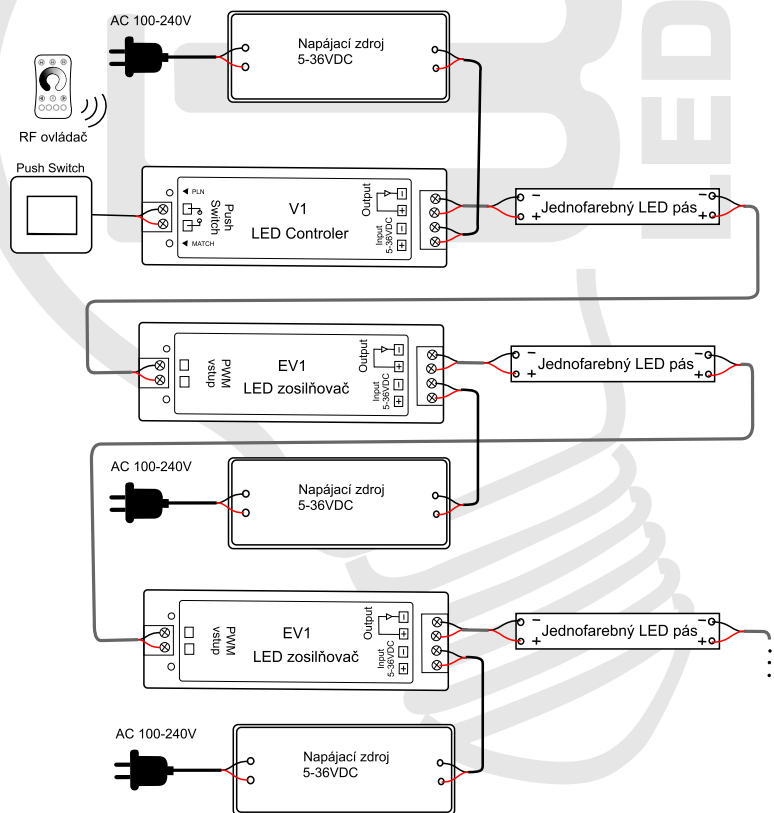 AC 100-240V
Napájací zdroj
5-36VDC
LED
RF ovládač
Push Switch
PLN
Push
Switch
MATCH
V1
LED Controler
Output
Input
5-36VDC
− Jednofarebný LED pás −
+ +
PWM
vstup
EV1
LED zosilňovač
Output
Input
5-36VDC
− Jednofarebný LED pás −
+ +
AC 100-240V
Napájací zdroj
5-36VDC
PWM
vstup
EV1
LED zosilňovač
Output
Input
5-36VDC
− Jednofarebný LED pás −
+ +
AC 100-240V
Napájací zdroj
5-36VDC